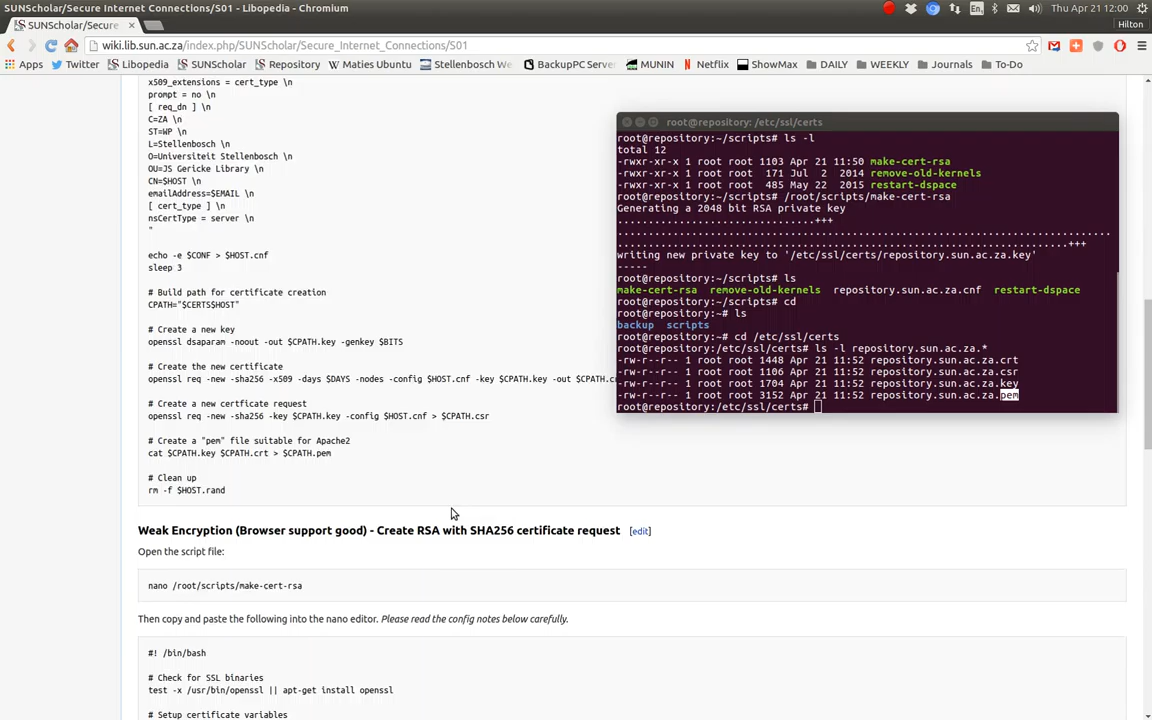 SUNScholar/Secure Internet Connections/S01 - Libopedia - Chromium
En
Thu Apr 21 12:00
SUNScholar/Secure
Hilton
wiki.lib.sun.ac.za/index.php/SUNScholar/Secure_Internet_Connections/S01
Apps Twitter Libopedia SUNScholar Repository Maties Ubuntu Stellenbosch We BackupPC Serve MUNIN Netflix ShowMax DAILY WEEKLY Journals To-Do
x509_extensions = cert_type \n
prompt = no \n
[ req_dn ] \n
C=ZA \n
ST=WP \n
L=Stellenbosch \n
O=Universiteit Stellenbosch \n
OU=JS Gericke Library \n
CN=$HOST \n
emailAddress=$EMAIL \n
[ cert_type ] \n
nsCertType = server \n
"
echo -e $CONF > $HOST.cnf
sleep 3
# Build path for certificate creation
CPATH="$CERTS$HOST"
# Create a new key
openssl dsaparam -noout -out $CPATH.key -genkey $BITS
# Create the new certificate
openssl req -new -sha256 -x509 -days $DAYS -nodes -config $HOST.cnf -key $CPATH.key -out $CPATH.c
# Create a new certficate request
openssl req -new -sha256 -key $CPATH.key -config $HOST.cnf > $CPATH.csr
# Create a "pem" file suitable for Apache2
cat $CPATH.key $CPATH.crt > $CPATH.pem
# Clean up
rm -f $HOST.rand
Weak Encryption (Browser support good) - Create RSA with SHA256 certificate request [edit]
Open the script file:
nano /root/scripts/make-cert-rsa
Then copy and paste the following into the nano editor. Please read the config notes below carefully.
#! /bin/bash
# Check for SSL binaries
test -x /usr/bin/openssl || apt-get install openssl
# Setup certificate variables
root@repository: /etc/ssl/certs
root@repository:~/scripts# ls -l
total 12
-rwxr-xr-x 1 root root 1103 Apr 21 11:50 make-cert-rsa
-rwxr-xr-x 1 root root  171 Jul  2  2014 remove-old-kernels
-rwxr-xr-x 1 root root  485 May 22  2015 restart-dspace
root@repository:~/scripts# /root/scripts/make-cert-rsa
Generating a 2048 bit RSA private key
..............................+++
...........................................................................
......................................................................+++
writing new private key to '/etc/ssl/certs/repository.sun.ac.za.key'
-----
root@repository:~/scripts# ls
make-cert-rsa  remove-old-kernels  repository.sun.ac.za.cnf  restart-dspace
root@repository:~/scripts# cd
root@repository:~# ls
backup  scripts
root@repository:~# cd /etc/ssl/certs
root@repository:/etc/ssl/certs# ls -l repository.sun.ac.za.*
-rw-r--r-- 1 root root 1448 Apr 21 11:52 repository.sun.ac.za.crt
-rw-r--r-- 1 root root 1106 Apr 21 11:52 repository.sun.ac.za.csr
-rw-r--r-- 1 root root 1704 Apr 21 11:52 repository.sun.ac.za.key
-rw-r--r-- 1 root root 3152 Apr 21 11:52 repository.sun.ac.za.pem
root@repository:/etc/ssl/certs#